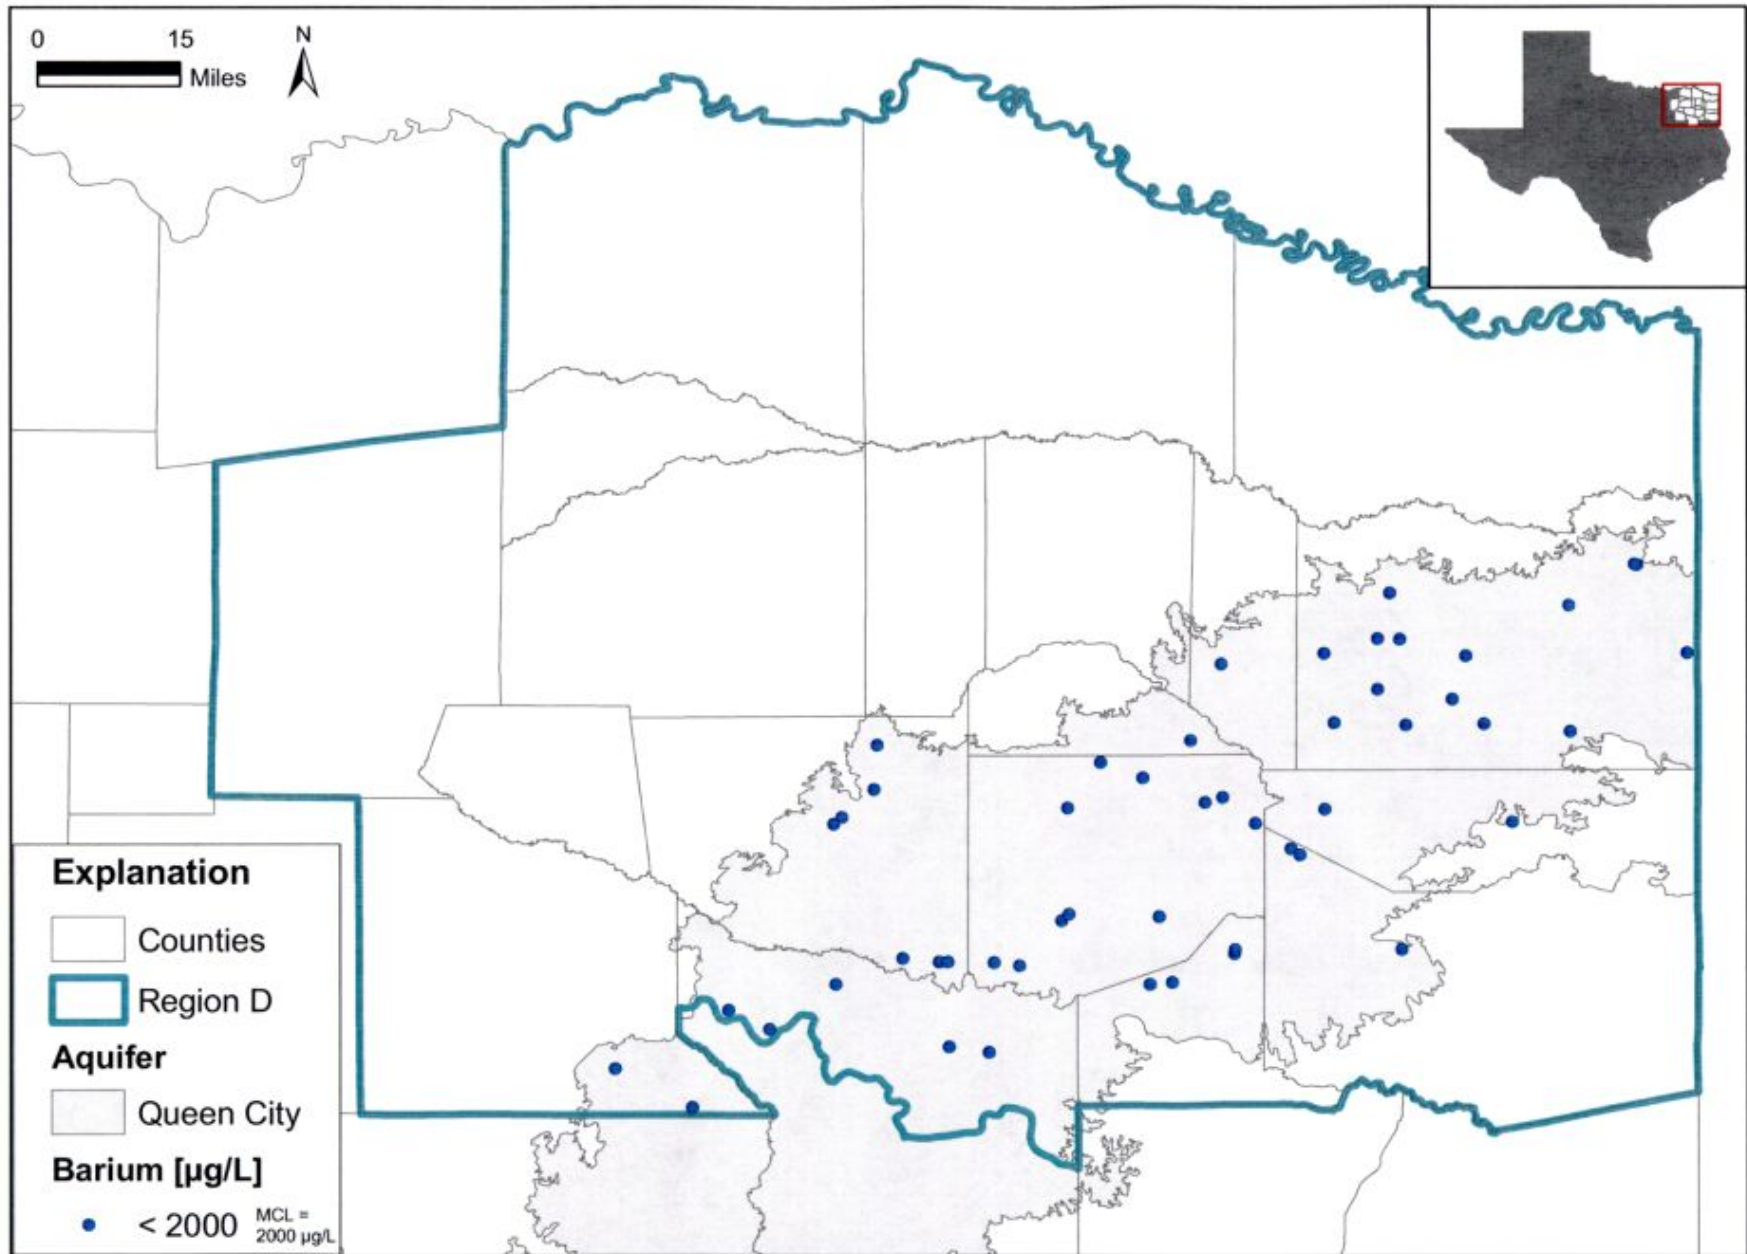 0 15
Miles
N
Explanation
Counties
Region D
Aquifer
Queen City
Barium [µg/L]
< 2000 MCL =
2000 µg/L